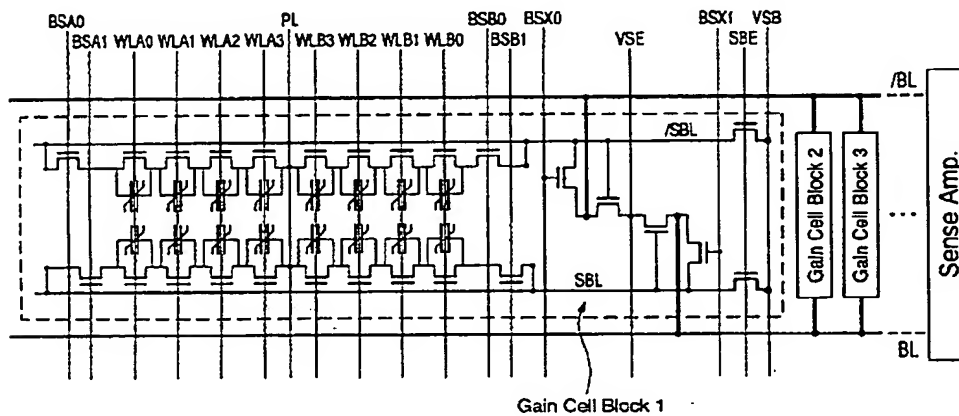 BSA0 PL BSB0 BSX0 BSX1 VSB
BSA1 WLA0 WLA1 WLA2 WLA3 WLB3 WLB2 WLB1 WLB0 BSB1 VSE SBE
/BL
/SBL
Gain Cell Block 2
Gain Cell Block 3
...
Sense Amp.
SBL
BL
Gain Cell Block 1